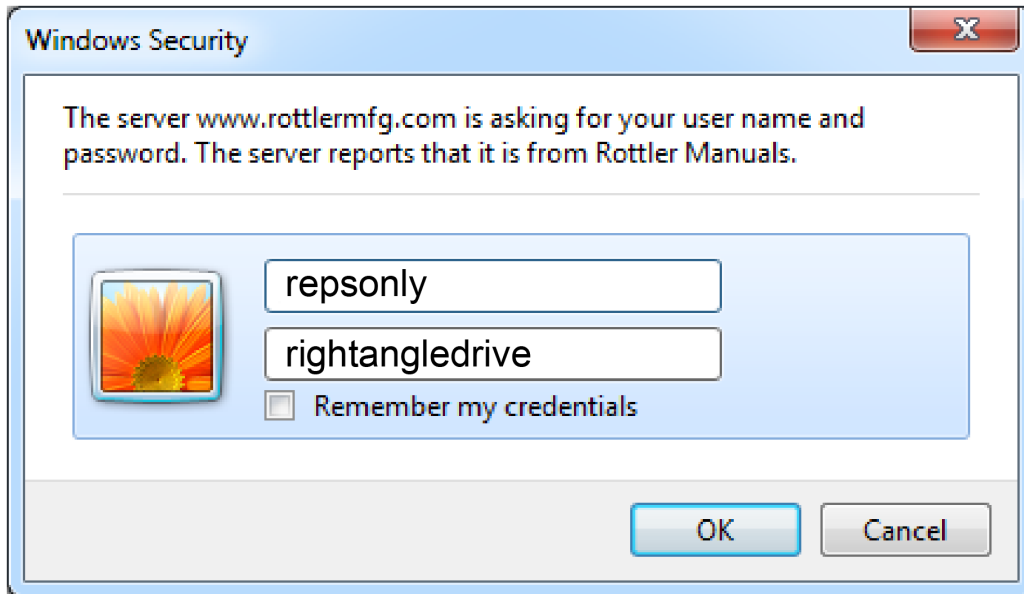 Windows Security
The server www.rottlermfg.com is asking for your user name and
password. The server reports that it is from Rottler Manuals.
repsonly
rightangledrive
Remember my credentials
OK
Cancel